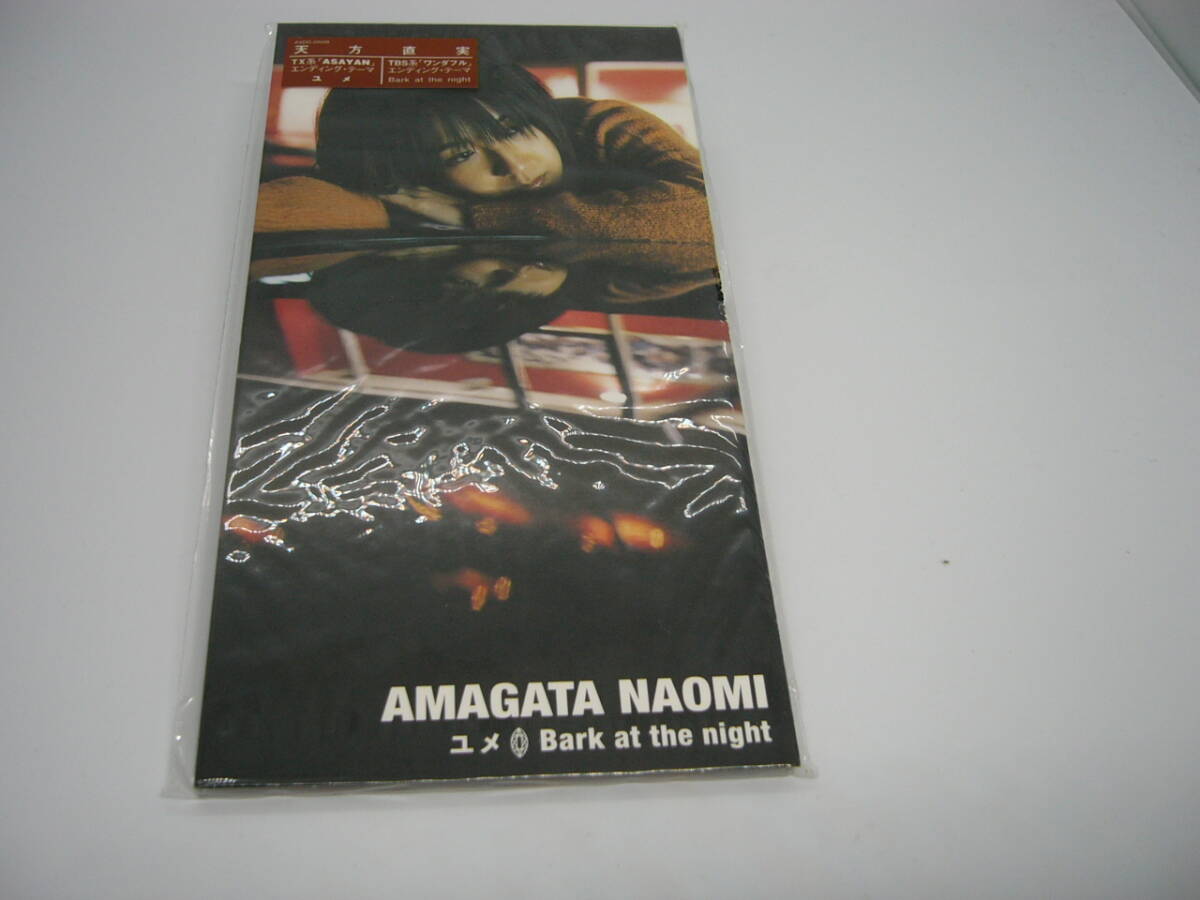 天方直実
TX系「ASAYAN」
エンディング・テーマ
ユメ
TBS系「ワンダフル」
エンディング・テーマ
Bark at the night
AMAGATA NAOMI
ユメ Bark at the night